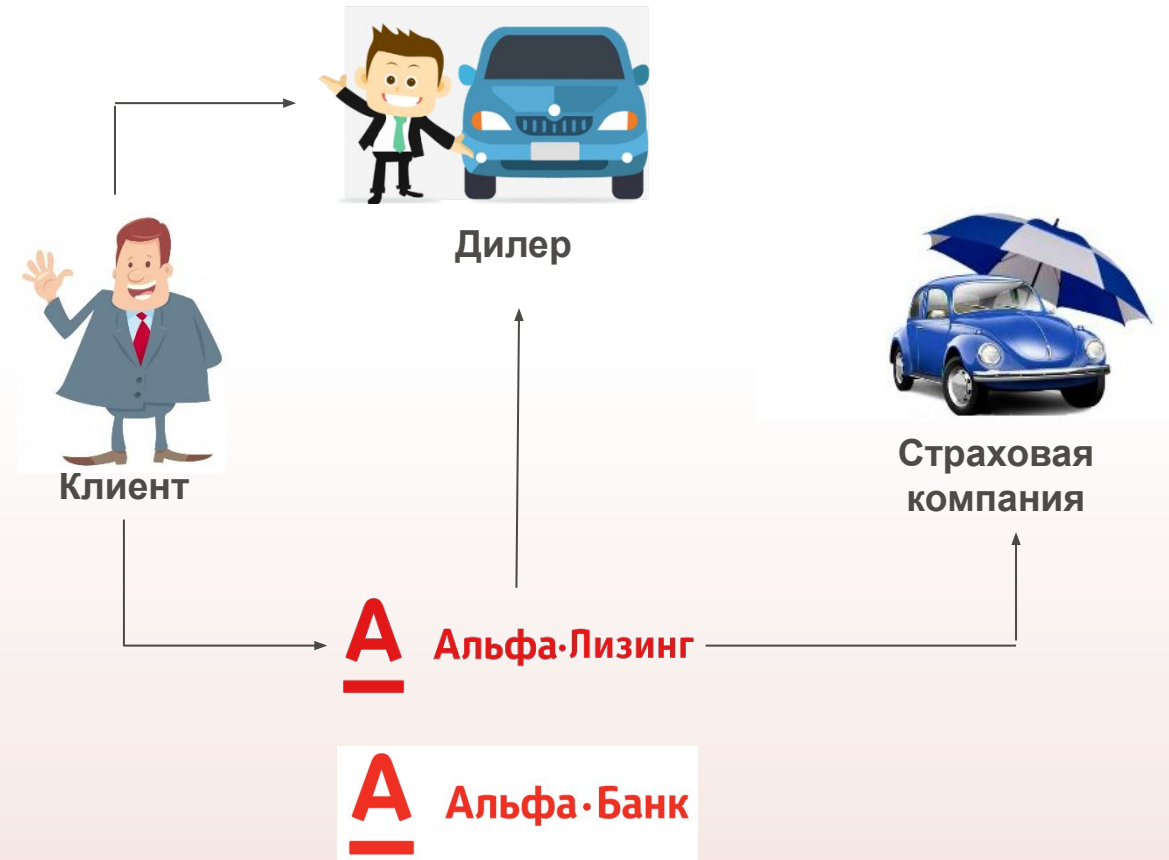 Дилер
Клиент
Страховая
компания
А Альфа·Лизинг
А Альфа·Банк